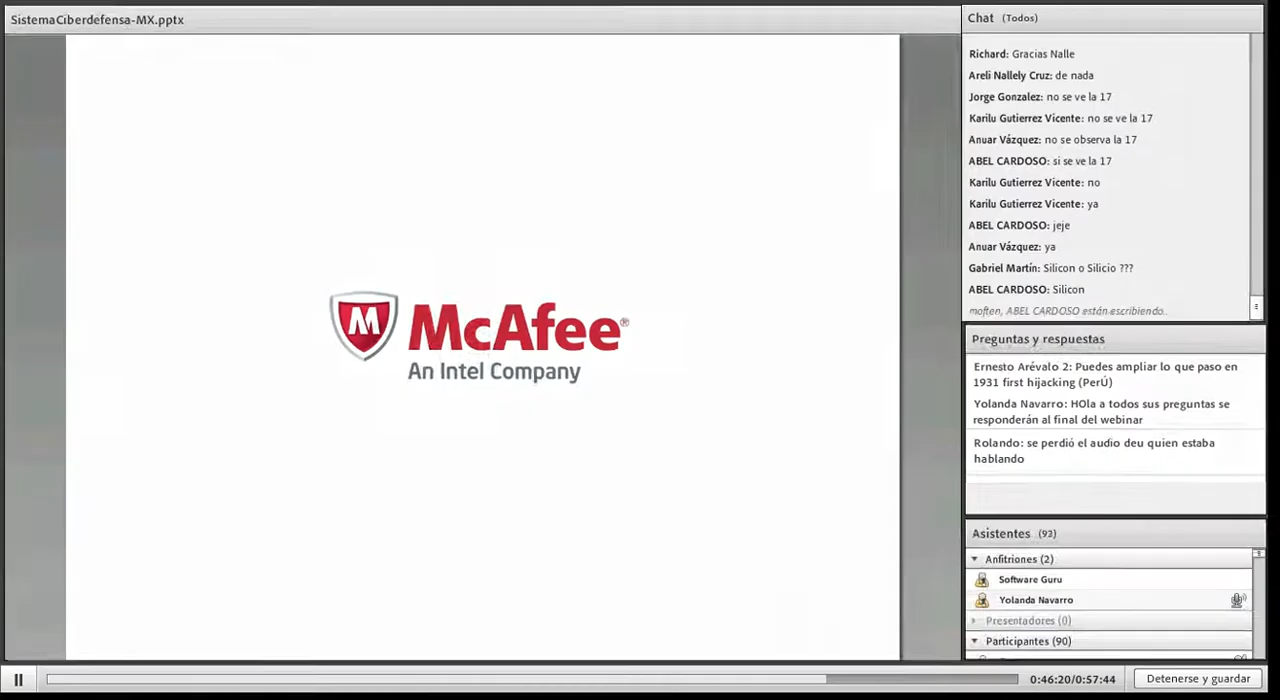 SistemaCiberdefensa-MX.pptx
McAfee®
An Intel Company
Chat (Todos)
Richard: Gracias Nalle
Areli Nallely Cruz: de nada
Jorge Gonzalez: no se ve la 17
Karilu Gutierrez Vicente: no se ve la 17
Anuar Vázquez: no se observa la 17
ABEL CARDOSO: si se ve la 17
Karilu Gutierrez Vicente: no
Karilu Gutierrez Vicente: ya
ABEL CARDOSO: jeje
Anuar Vázquez: ya
Gabriel Martín: Silicon o Silicio ???
ABEL CARDOSO: Silicon
moften, ABEL CARDOSO están escribiendo..
Preguntas y respuestas
Ernesto Arévalo 2: Puedes ampliar lo que paso en
1931 first hijacking (PerÚ)
Yolanda Navarro: HOla a todos sus preguntas se
responderán al final del webinar
Rolando: se perdió el audio deu quien estaba
hablando
Asistentes (93)
Anfitriones (2)
Software Guru
Yolanda Navarro
Presentadores (0)
Participantes (90)
0:46:20/0:57:44
Detenerse y guardar